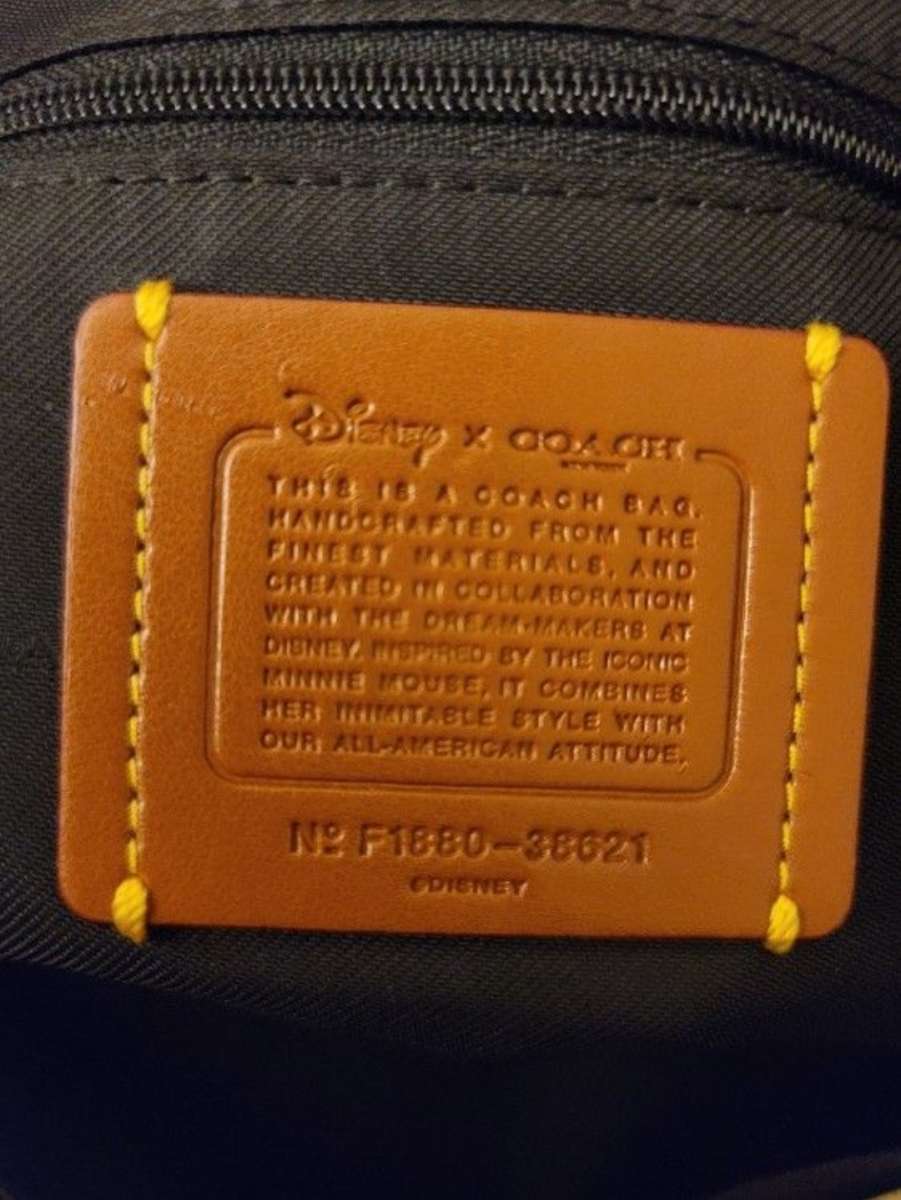 Disney X COACH
THIS IS A COACH BAG.
HANDCRAFTED FROM THE
FINEST MATERIALS, AND
CREATED IN COLLABORATION
WITH THE DREAM-MAKERS AT
DISNEY. INSPIRED BY THE ICONIC
MINNIE MOUSE, IT COMBINES
HER INIMITABLE STYLE WITH
OUR ALL-AMERICAN ATTITUDE.
Nº F1880-38621
©DISNEY